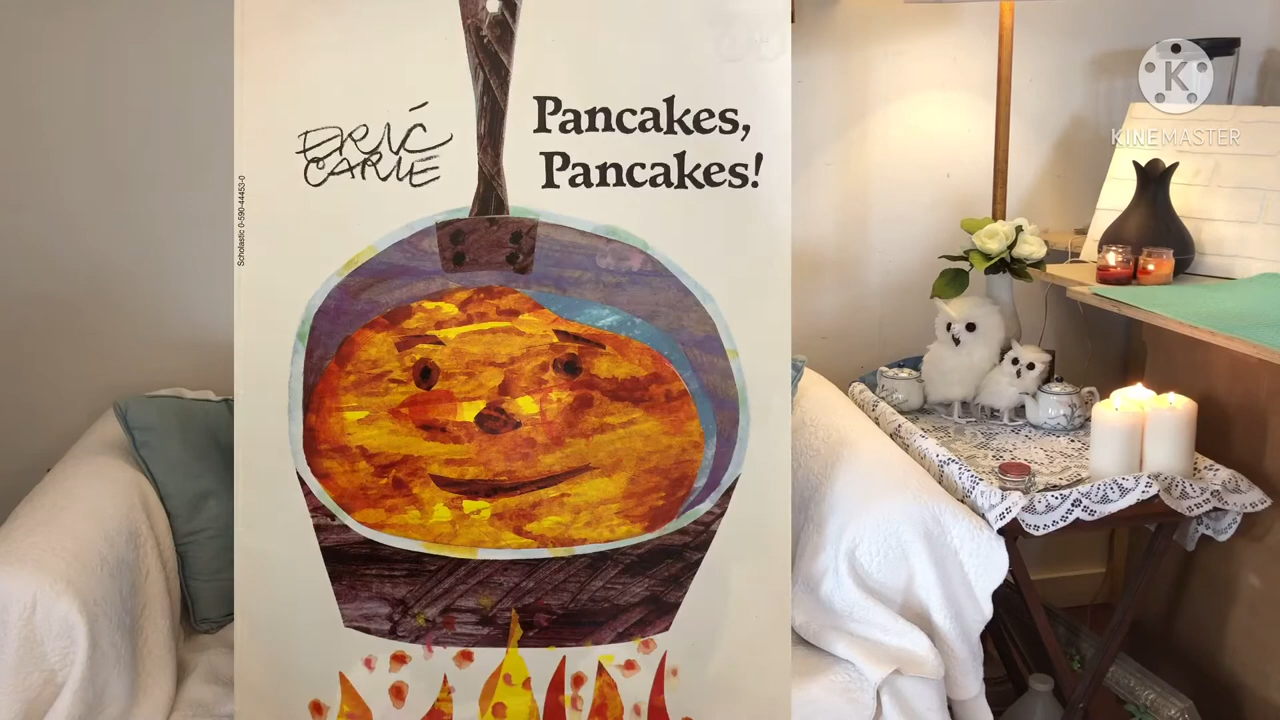 ERIC
CARLE
Pancakes,
Pancakes!
Scholastic 0-590-44453-0
K
KINEMASTER